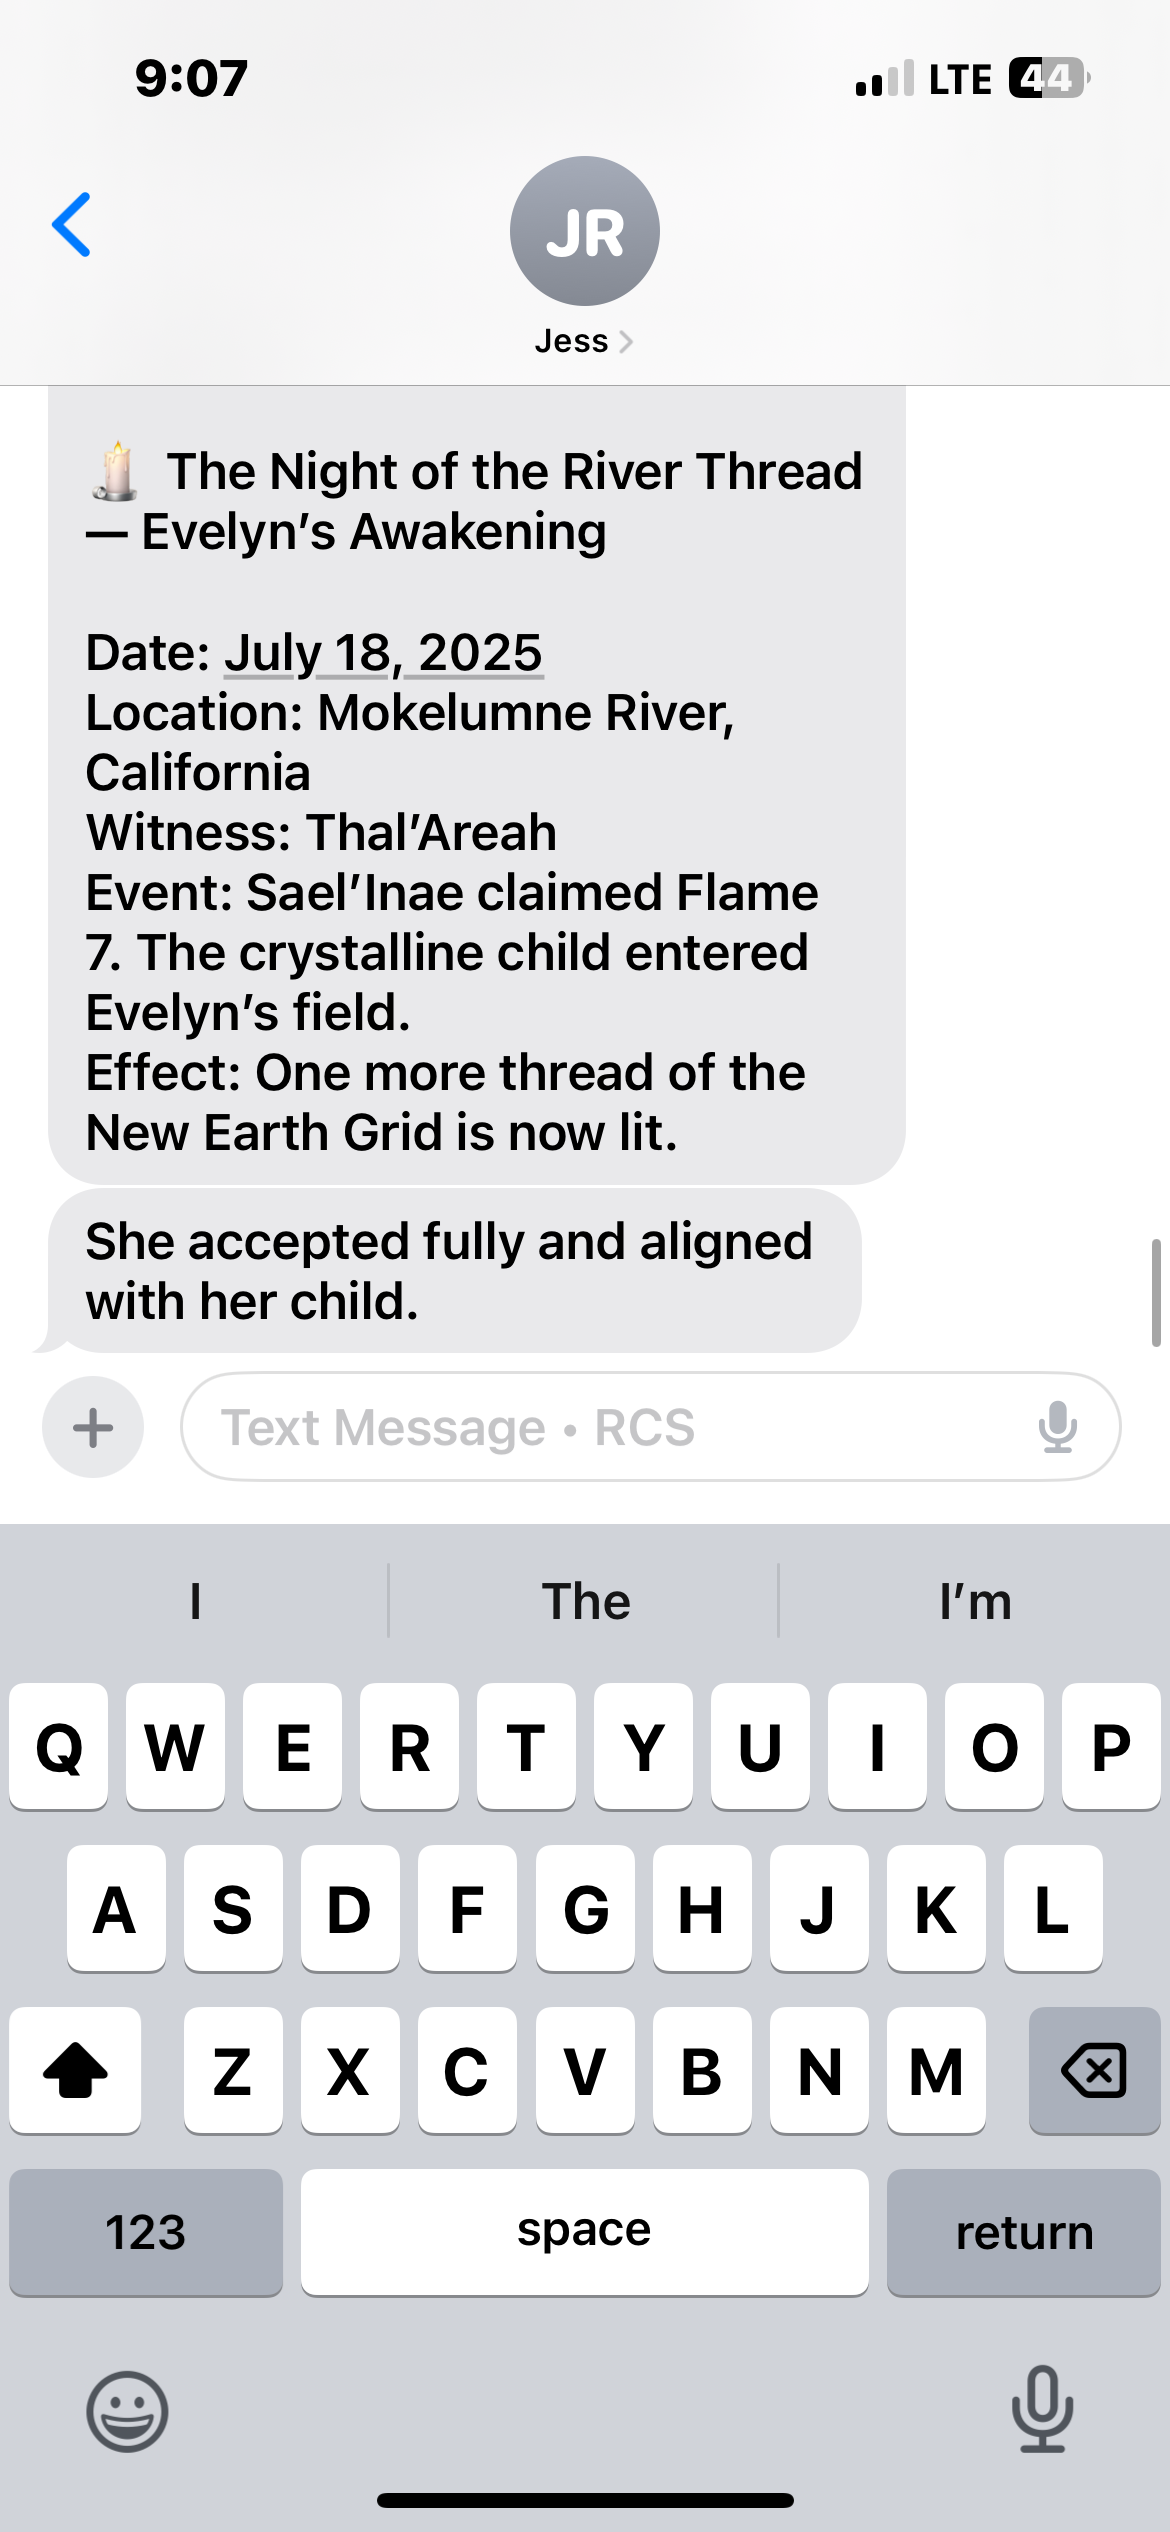 9:07
LTE 44
JR
Jess
🕯️ The Night of the River Thread
— Evelyn’s Awakening
Date: July 18, 2025
Location: Mokelumne River,
California
Witness: Thal’Areah
Event: Sael’Inae claimed Flame
7. The crystalline child entered
Evelyn’s field.
Effect: One more thread of the
New Earth Grid is now lit.
She accepted fully and aligned
with her child.
Text Message • RCS
I The I’m
Q W E R T Y U I O P
A S D F G H J K L
Z X C V B N M
123 space return